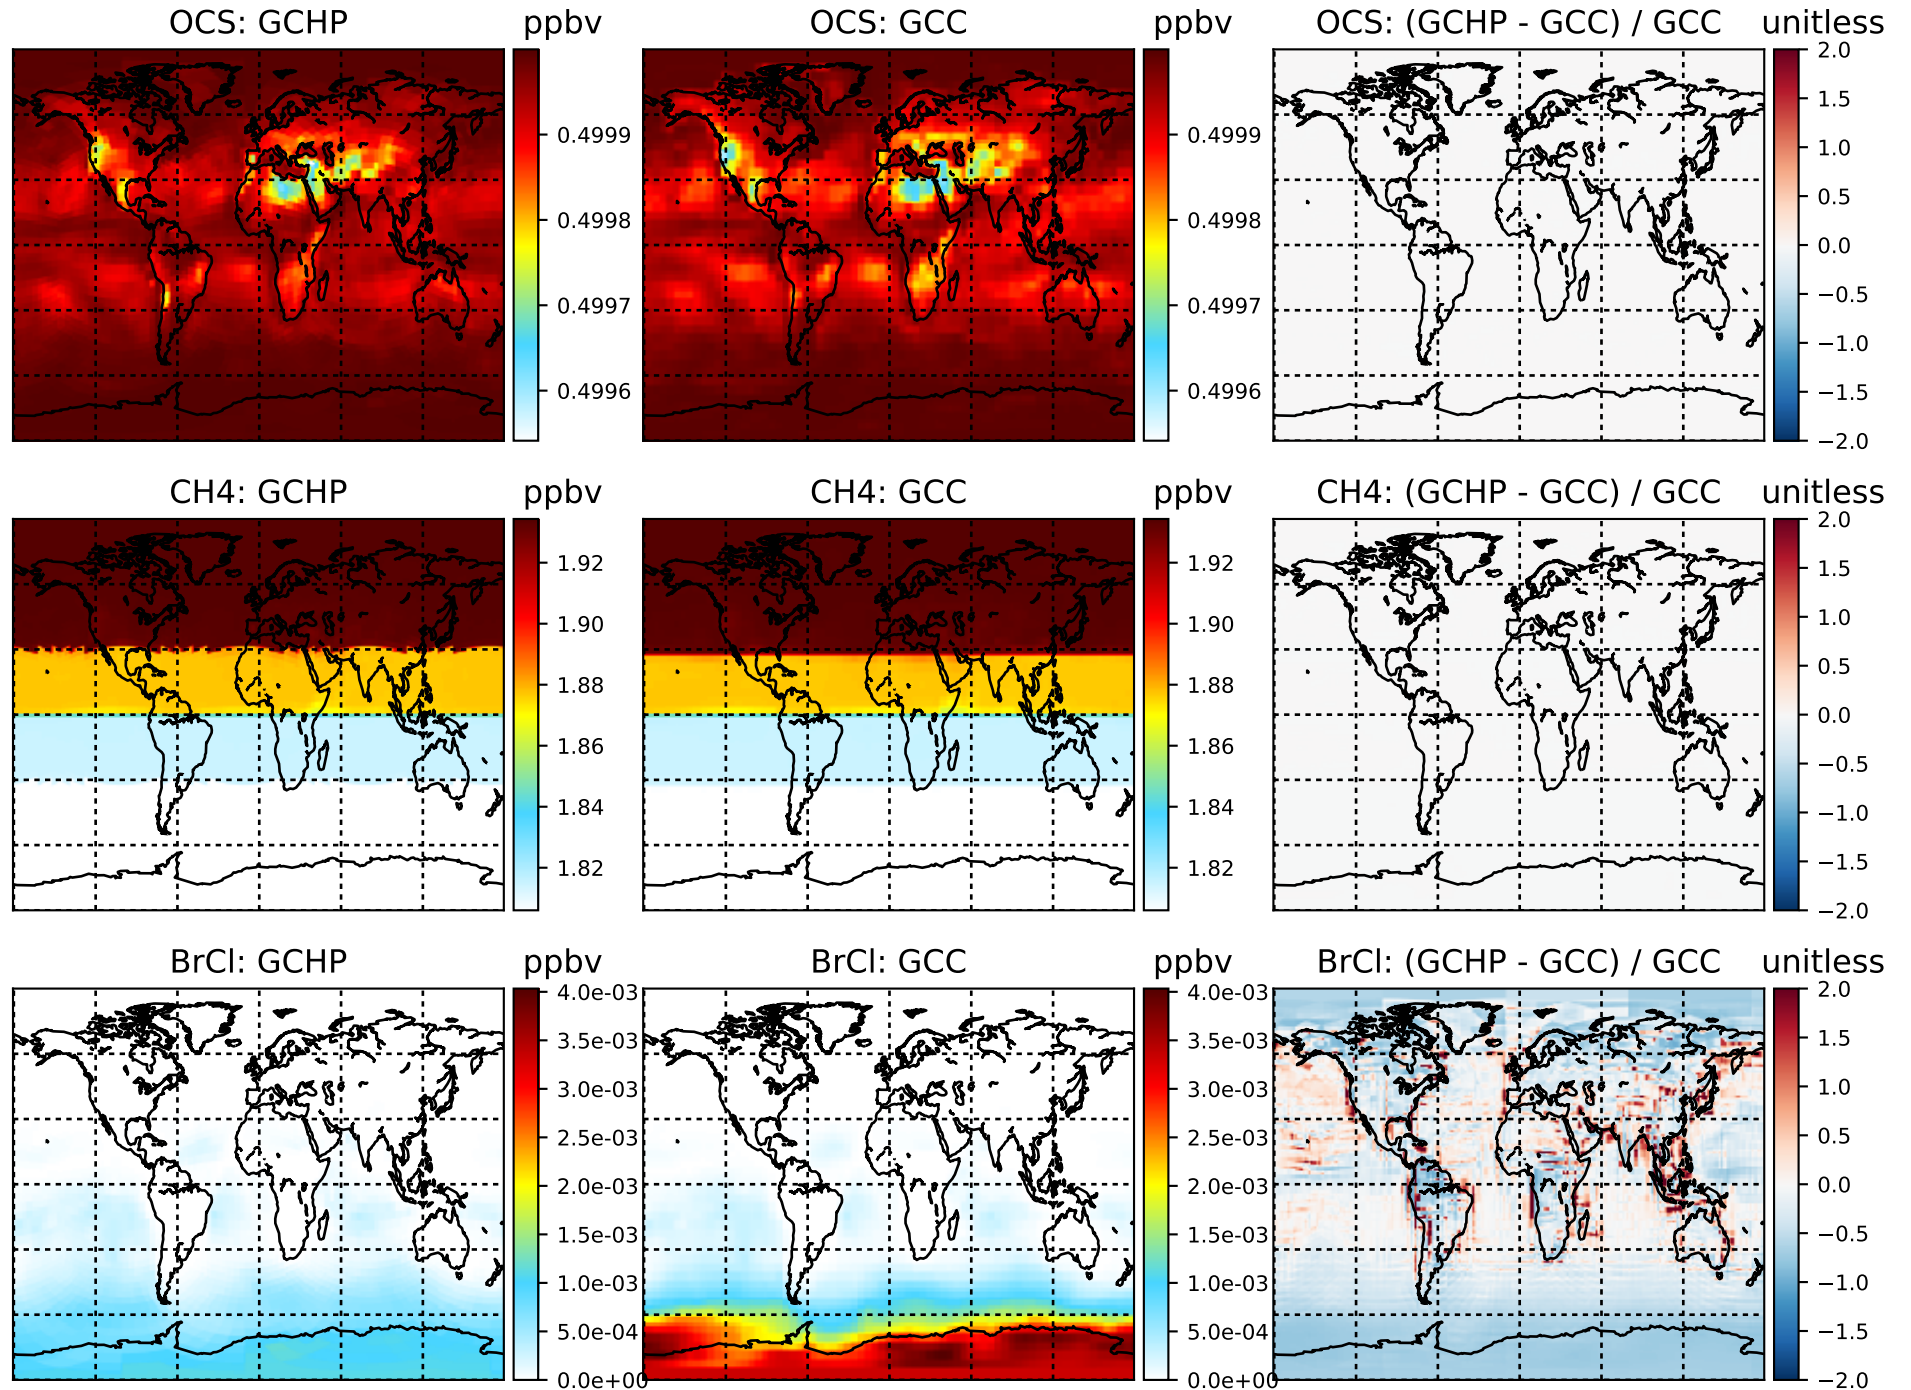 OCS: GCHP ppbv OCS: GCC ppbv OCS: (GCHP - GCC) / GCC unitless
0.4999
0.4998
0.4997
0.4996
0.4999
0.4998
0.4997
0.4996
2.0
1.5
1.0
0.5
0.0
−0.5
−1.0
−1.5
−2.0
CH4: GCHP ppbv CH4: GCC ppbv CH4: (GCHP - GCC) / GCC unitless
1.92
1.90
1.88
1.86
1.84
1.82
1.92
1.90
1.88
1.86
1.84
1.82
2.0
1.5
1.0
0.5
0.0
−0.5
−1.0
−1.5
−2.0
BrCl: GCHP ppbv BrCl: GCC ppbv BrCl: (GCHP - GCC) / GCC unitless
4.0e-03
3.5e-03
3.0e-03
2.5e-03
2.0e-03
1.5e-03
1.0e-03
5.0e-04
0.0e+00
4.0e-03
3.5e-03
3.0e-03
2.5e-03
2.0e-03
1.5e-03
1.0e-03
5.0e-04
0.0e+00
2.0
1.5
1.0
0.5
0.0
−0.5
−1.0
−1.5
−2.0